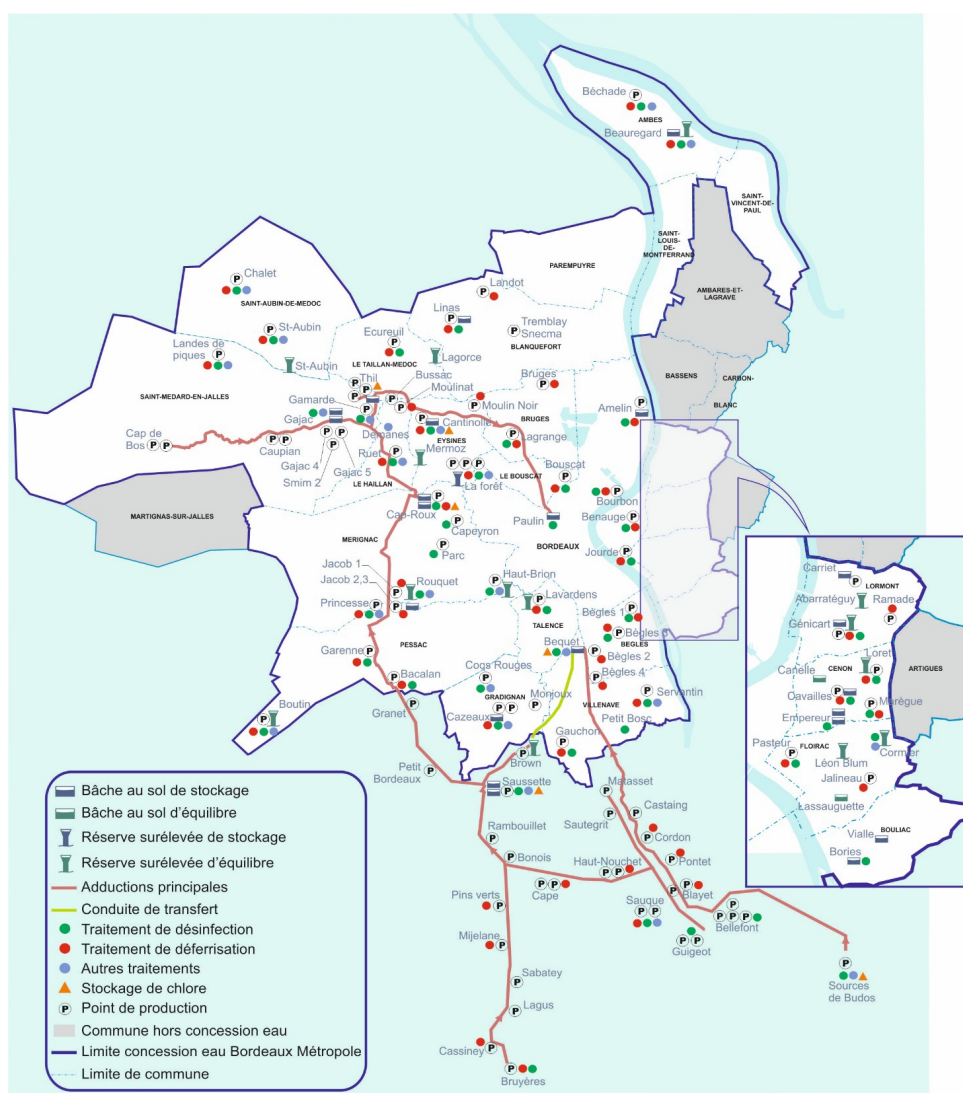 Béchade
P
AMBES
Beauregard
SAINT-
VINCENT-DE-
PAUL
SAINT-
LOUIS-
DE-
MONTFERRAND
PAREMPUYRE
AMBARES-ET-
LAGRAVE
Chalet
P
SAINT-AUBIN-DE-MEDOC
Landot
P
Linas
P
Tremblay
Snecma
P
BLANQUEFORT
St-Aubin
P
Ecureuil
P
Landes de
piques
P
St-Aubin
Lagorce
LE TAILLAN-MEDOC
BASSENS
CARBON-
BLANC
Thil
P
P
P
Bussac
Moulinat
P
P
Bruges
P
SAINT-MEDARD-EN-JALLES
Gamarde
P
Moulin Noir
P
BRUGES
Amelin
P
Gajac
Demanes
Cantinolle
P
EYSINES
Lagrange
P
Cap de
Bos
P P
Caupian
P P
P P
P
Gajac 4
Gajac 5
Smim 2
Ruet
P
Mermoz
LE HAILLAN
P P P
La forêt
LE BOUSCAT
Bouscat
P
P
Bourbon
MARTIGNAS-SUR-JALLES
Cap-Roux
P
Capeyron
P
Paulin
Benauge
P
MERIGNAC
P
Parc
BORDEAUX
Jourde
P
Carriet
P
LORMONT
Jacob 1
P
Jacob 2,3
P
Rouquet
P
Haut-Brion
P
Abarratéguy
Ramade
P
Princesse
P
Lavardens
P
Bègles 1
P
Génicart
P
TALENCE
P
Bègles 3
BEGLES
Loret
P
PESSAC
Bequet
P
Bègles 2
CENON
ARTIGUES
Canelle
Garenne
P
P
Bègles 4
Cavailles
P
Marègue
P
Bacalan
P
Coqs Rouges
P
Servantin
P
Empereur
Granet
P
GRADIGNAN
P P
Monjoux
P
VILLENAVE
Boutin
P
Cazeaux
P
Petit Bosc
Pasteur
P
FLOIRAC
Léon Blum
Cormier
Gauchon
P
Jalineau
P
Brown
P
Petit
Bordeaux
P
Lassauguette
Saussette
P
Matasset
P
Vialle
BOULIAC
Bories
Bâche au sol de stockage
Bâche au sol d'équilibre
Réserve surélevée de stockage
Réserve surélevée d'équilibre
Adductions principales
Conduite de transfert
Traitement de désinfection
Traitement de déferrisation
Autres traitements
Stockage de chlore
P Point de production
Commune hors concession eau
Limite concession eau Bordeaux Métropole
Limite de commune
Sautegrit
P
Castaing
P
Rambouillet
P
Cordon
P
Bonois
P
Haut-Nouchet
P P
Pontet
P
Cape
P P
Blayet
P
Pins verts
P
Sauque
P P
Bellefont
P
P P P
Mijelane
P
Guigeot
P P
Sabatey
P
Sources
de Budos
P
Lagus
P
Cassiney
P
Bruyères
P